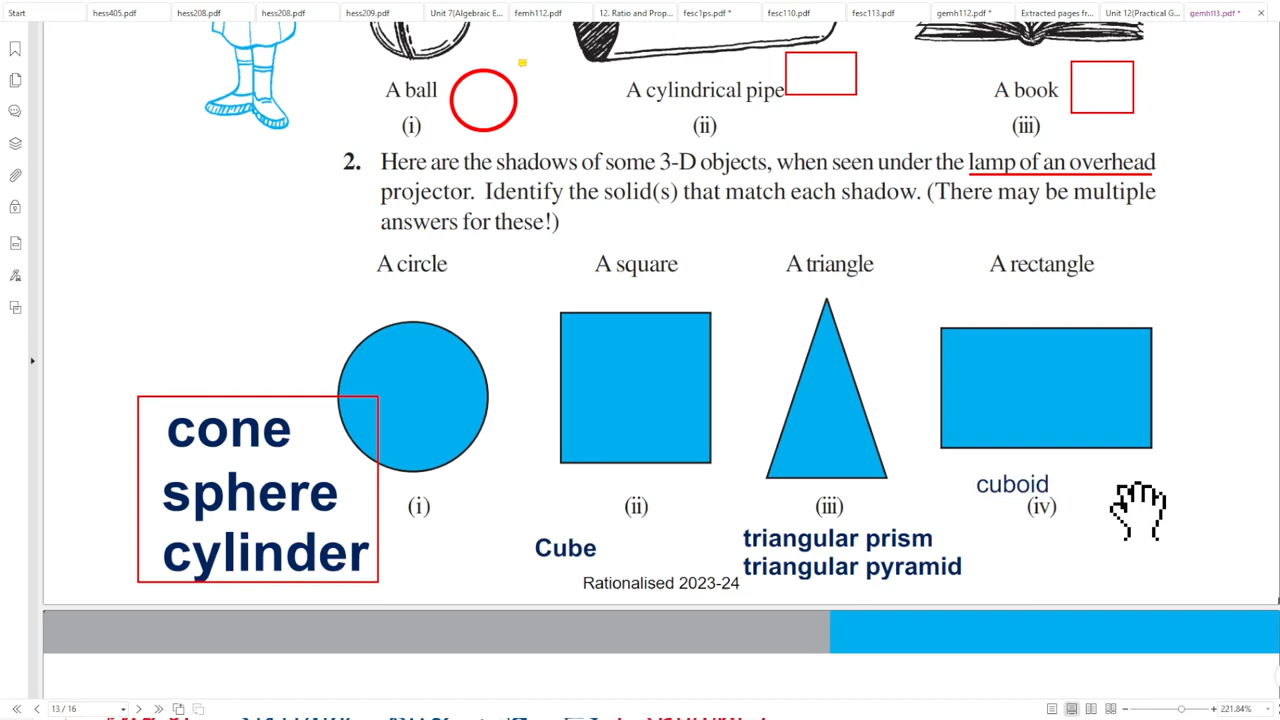 Start hess405.pdf hess208.pdf hess208.pdf hess209.pdf Unit 7(Algebraic E... femh112.pdf 12. Ratio and Prop... fesc1ps.pdf * fesc110.pdf fesc113.pdf gemh112.pdf * Extracted pages fr... Unit 12(Practical G... gemh113.pdf *
A ball A cylindrical pipe A book
(i) (ii) (iii)
2. Here are the shadows of some 3-D objects, when seen under the lamp of an overhead
projector. Identify the solid(s) that match each shadow. (There may be multiple
answers for these!)
A circle A square A triangle A rectangle
cone
sphere
cylinder
cuboid
(i) (ii) (iii) (iv)
Cube
triangular prism
triangular pyramid
Rationalised 2023-24
13 / 16 221.84%